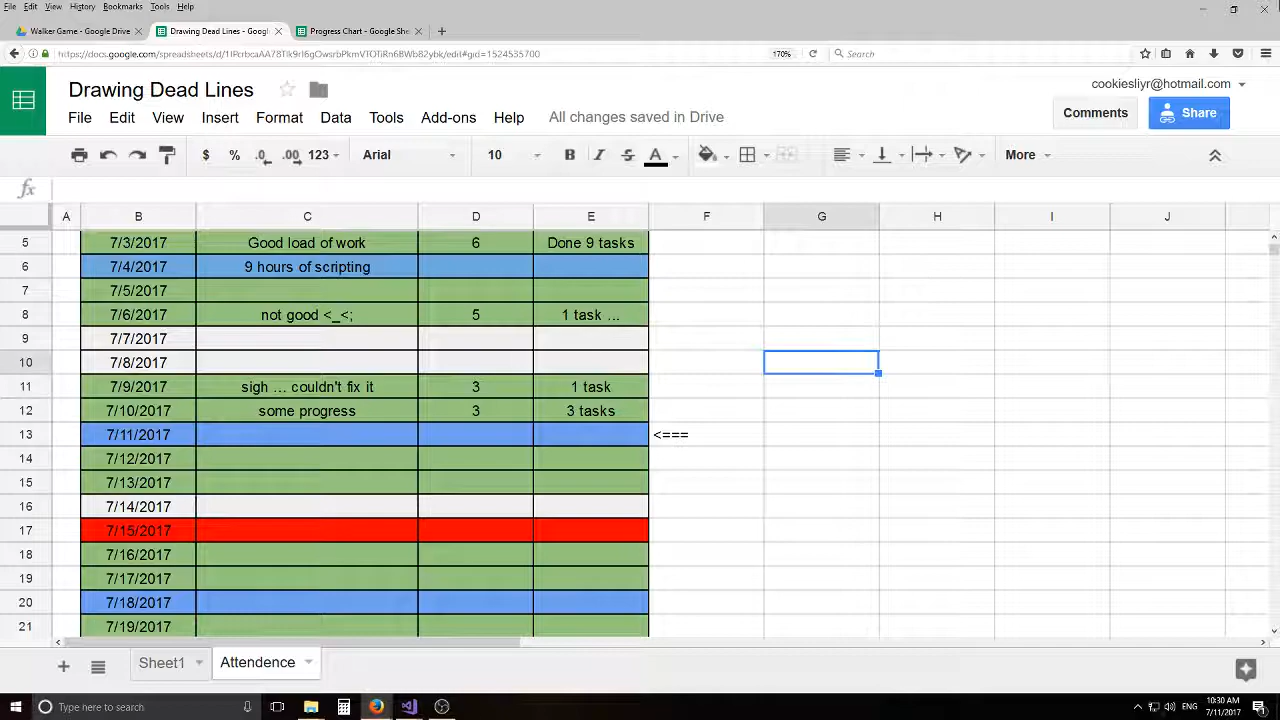 File Edit View History Bookmarks Tools Help
Walker Game - Google Drive
Drawing Dead Lines - Googl
Progress Chart - Google She
170%
Search
Drawing Dead Lines
cookiesliyr@hotmail.com
File Edit View Insert Format Data Tools Add-ons Help All changes saved in Drive
Comments
Share
$ % .0 .00 123 Arial 10 B I S A More
fx
A B C D E F G H I J
5 7/3/2017 Good load of work 6 Done 9 tasks
6 7/4/2017 9 hours of scripting
7 7/5/2017
8 7/6/2017 not good <_<; 5 1 task ...
9 7/7/2017
10 7/8/2017
11 7/9/2017 sigh ... couldn't fix it 3 1 task
12 7/10/2017 some progress 3 3 tasks
13 7/11/2017 <===
14 7/12/2017
15 7/13/2017
16 7/14/2017
17 7/15/2017
18 7/16/2017
19 7/17/2017
20 7/18/2017
21 7/19/2017
Sheet1 Attendence
Type here to search
ENG
10:30 AM
7/11/2017